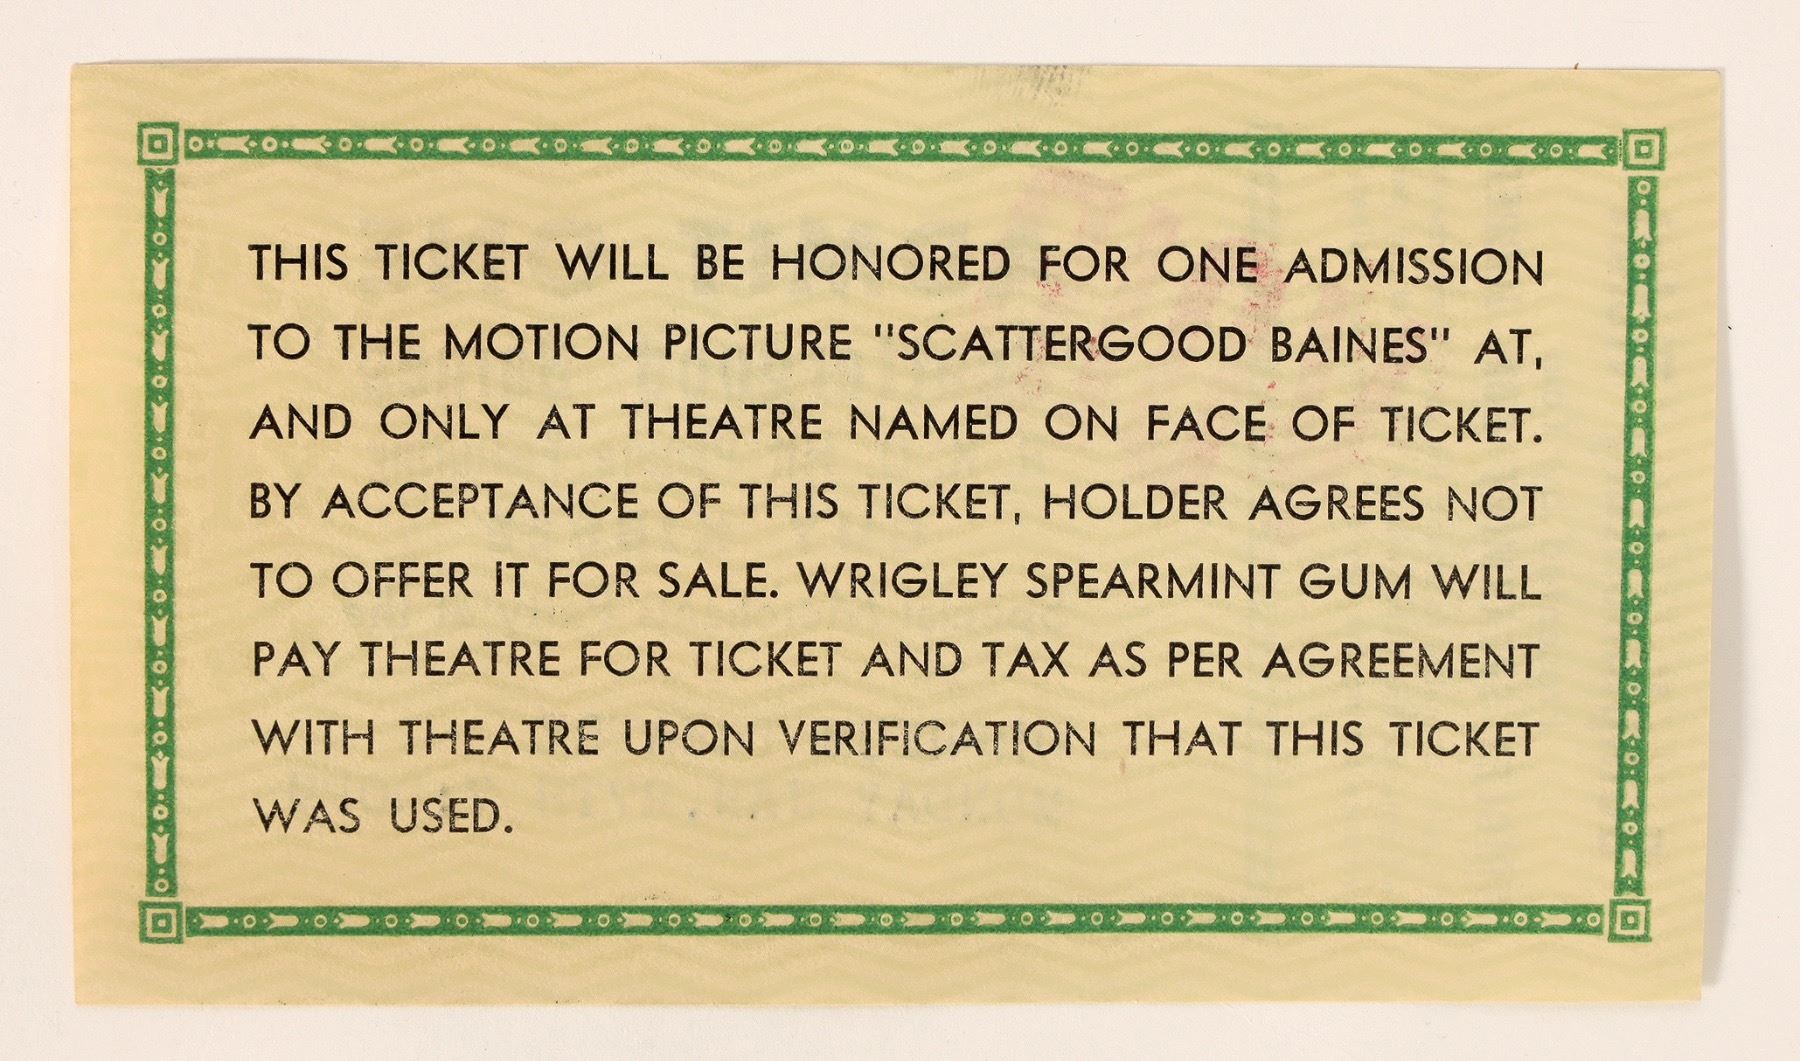 THIS TICKET WILL BE HONORED FOR ONE ADMISSION
TO THE MOTION PICTURE "SCATTERGOOD BAINES" AT,
AND ONLY AT THEATRE NAMED ON FACE OF TICKET.
BY ACCEPTANCE OF THIS TICKET, HOLDER AGREES NOT
TO OFFER IT FOR SALE. WRIGLEY SPEARMINT GUM WILL
PAY THEATRE FOR TICKET AND TAX AS PER AGREEMENT
WITH THEATRE UPON VERIFICATION THAT THIS TICKET
WAS USED.